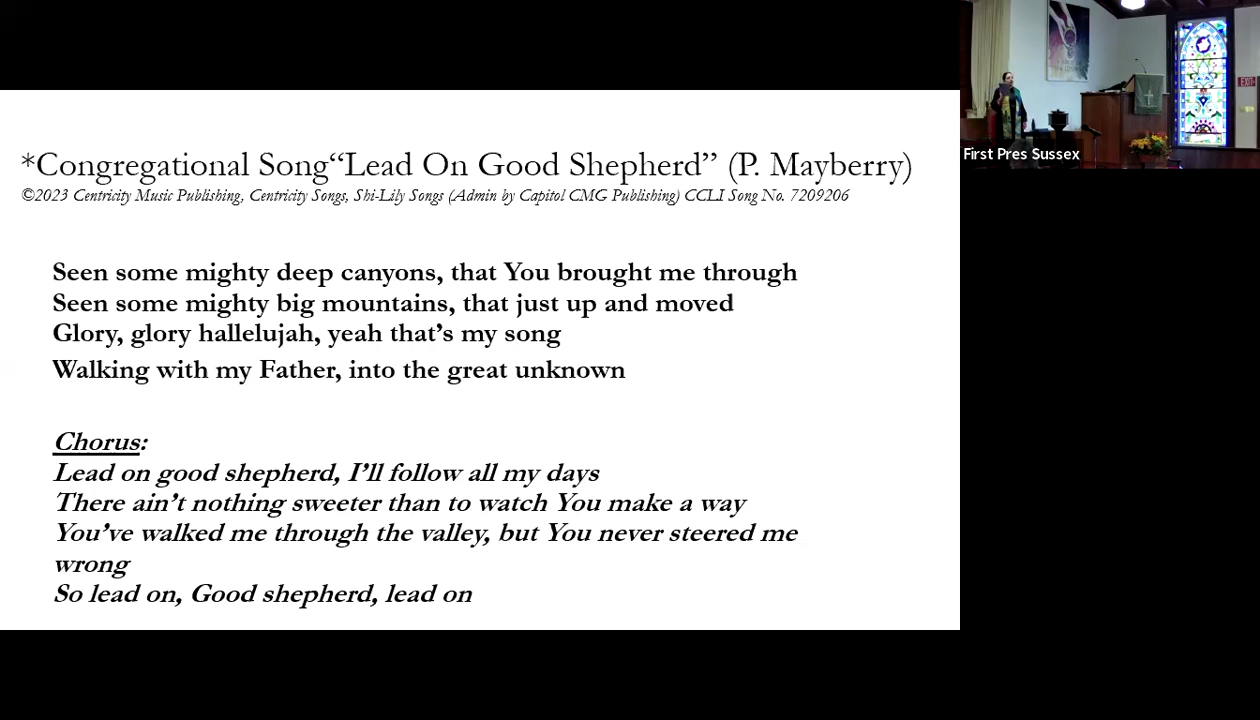 *Congregational Song“Lead On Good Shepherd” (P. Mayberry)
©2023 Centricity Music Publishing, Centricity Songs, Shi-Lily Songs (Admin by Capitol CMG Publishing) CCLI Song No. 7209206
Seen some mighty deep canyons, that You brought me through
Seen some mighty big mountains, that just up and moved
Glory, glory hallelujah, yeah that’s my song
Walking with my Father, into the great unknown
Chorus:
Lead on good shepherd, I’ll follow all my days
There ain’t nothing sweeter than to watch You make a way
You’ve walked me through the valley, but You never steered me
wrong
So lead on, Good shepherd, lead on
First Pres Sussex
EXIT